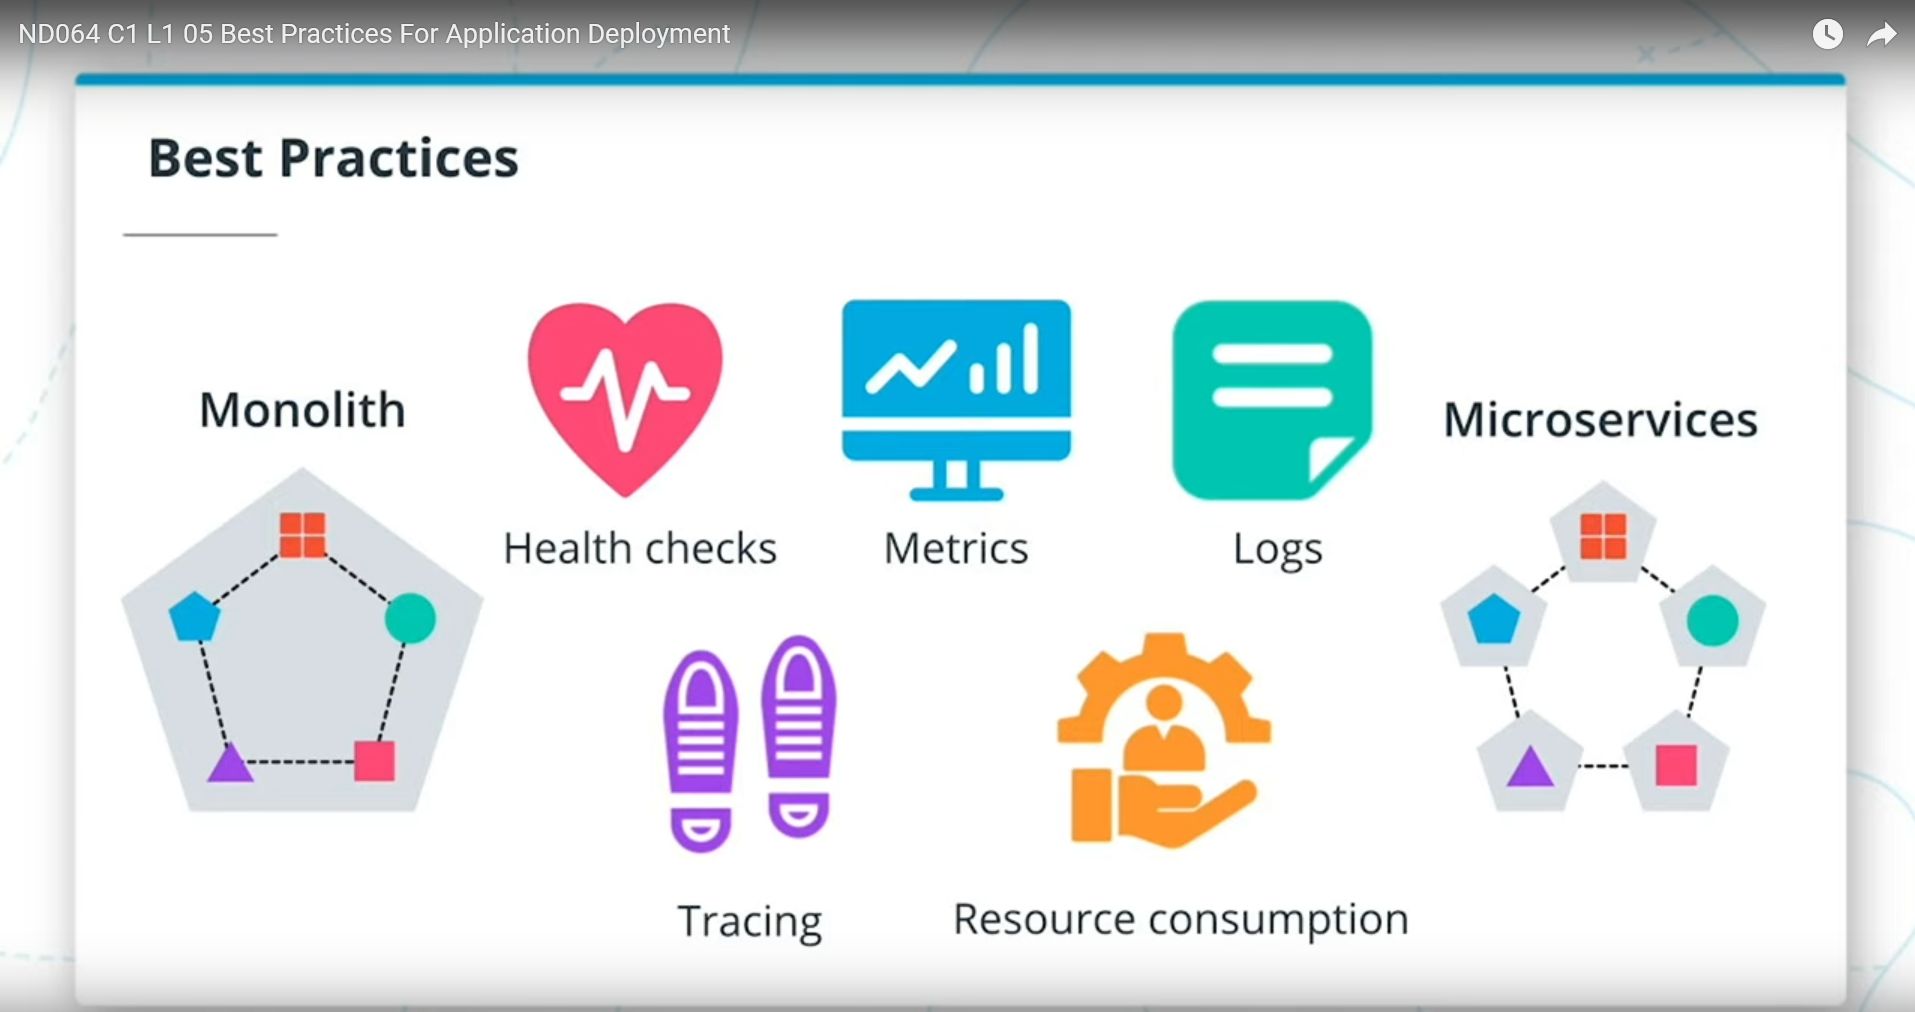 ND064 C1 L1 05 Best Practices For Application Deployment
Best Practices
Monolith
Health checks
Metrics
Logs
Microservices
Tracing
Resource consumption